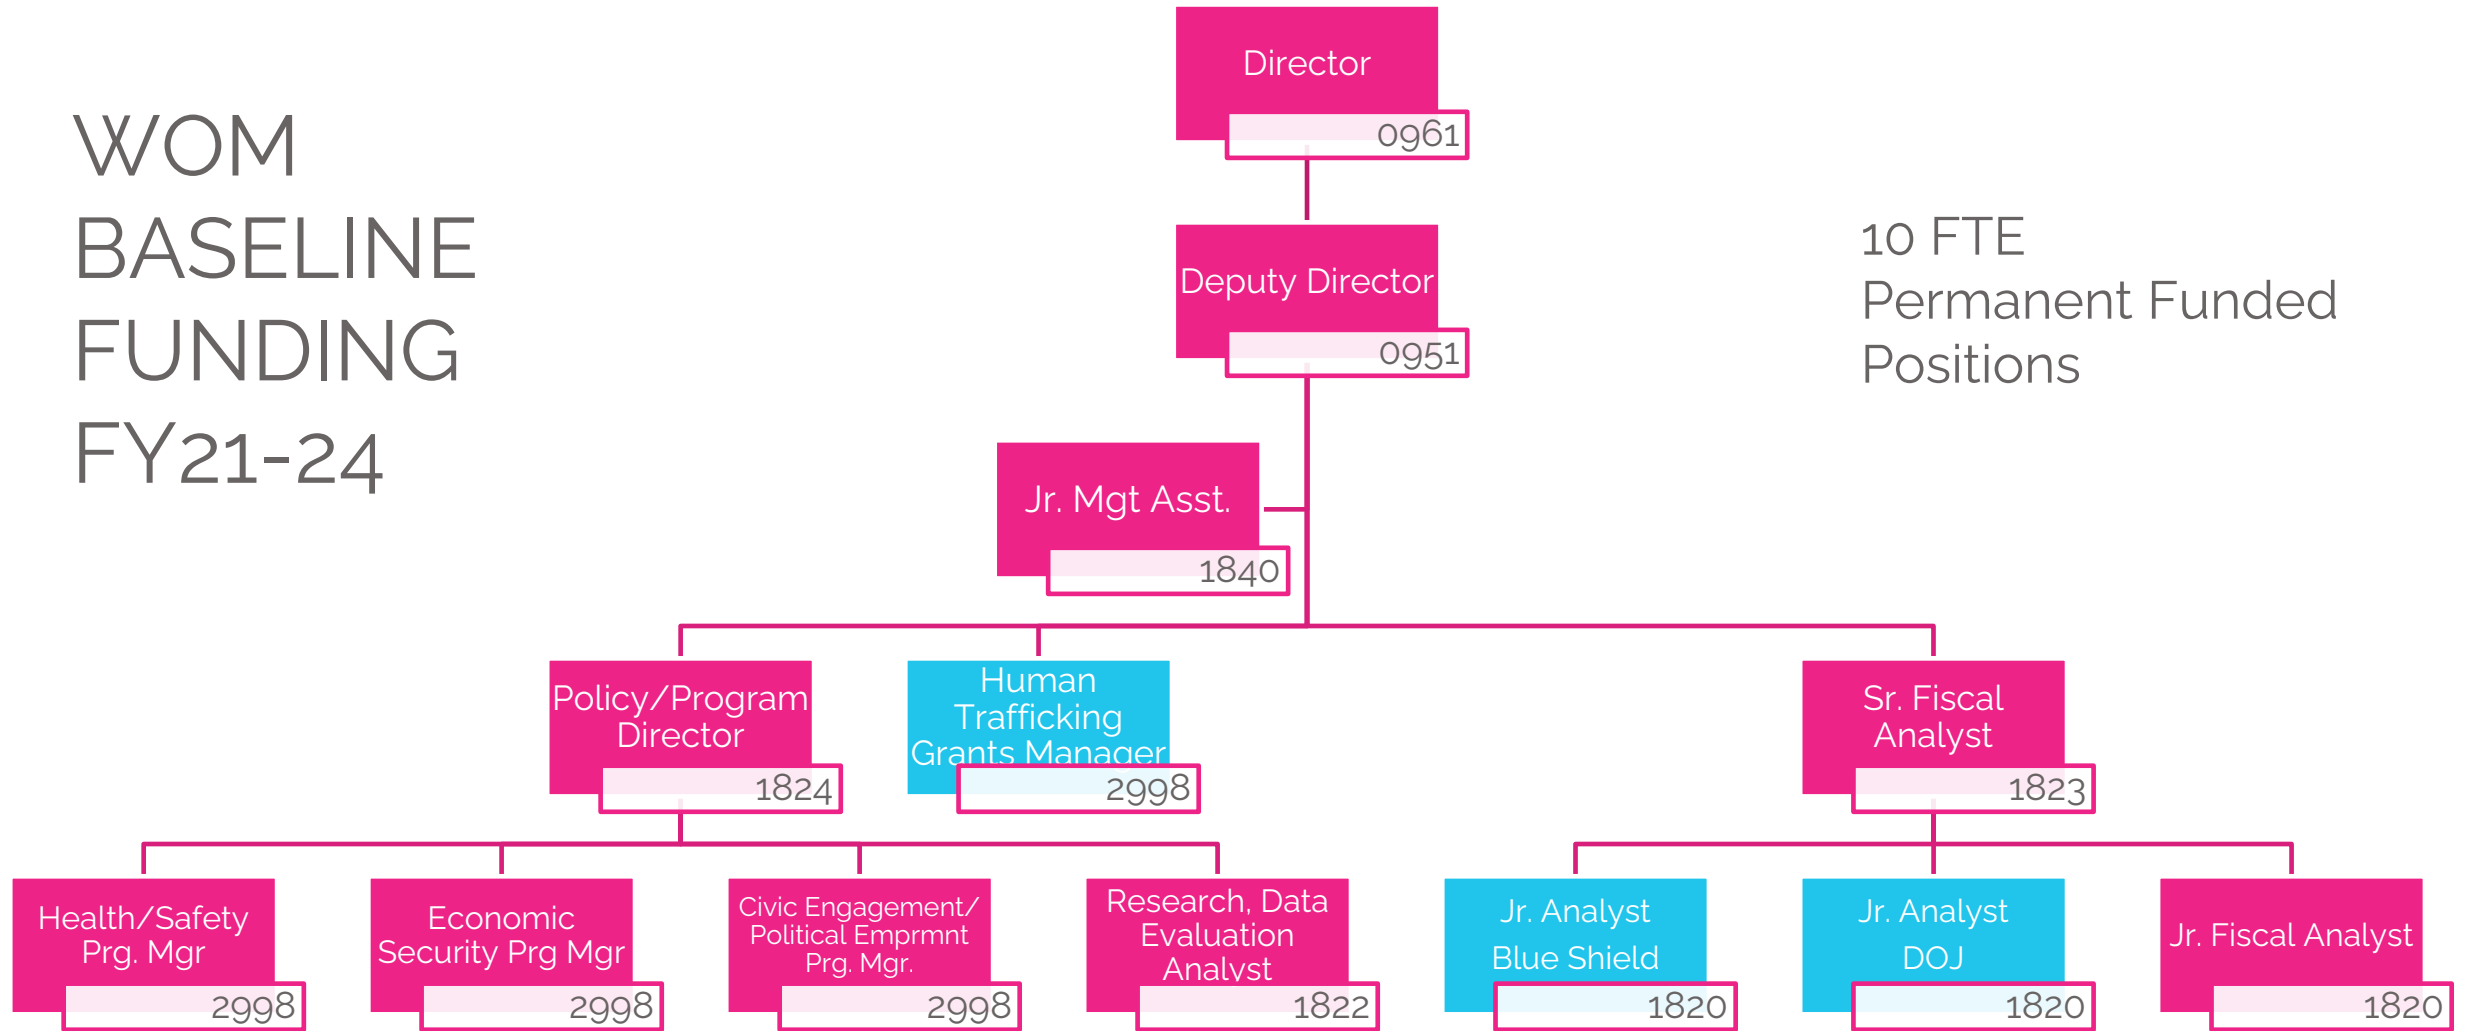 WOM
BASELINE
FUNDING
FY21-24
10 FTE
Permanent Funded
Positions
Director
0961
Deputy Director
0951
Jr. Mgt Asst.
1840
Policy/Program
Director
1824
Human
Trafficking
Grants Manager
2998
Sr. Fiscal
Analyst
1823
Health/Safety
Prg. Mgr
2998
Economic
Security Prg Mgr
2998
Civic Engagement/
Political Emprmnt
Prg. Mgr.
2998
Research, Data
Evaluation
Analyst
1822
Jr. Analyst
Blue Shield
1820
Jr. Analyst
DOJ
1820
Jr. Fiscal Analyst
1820